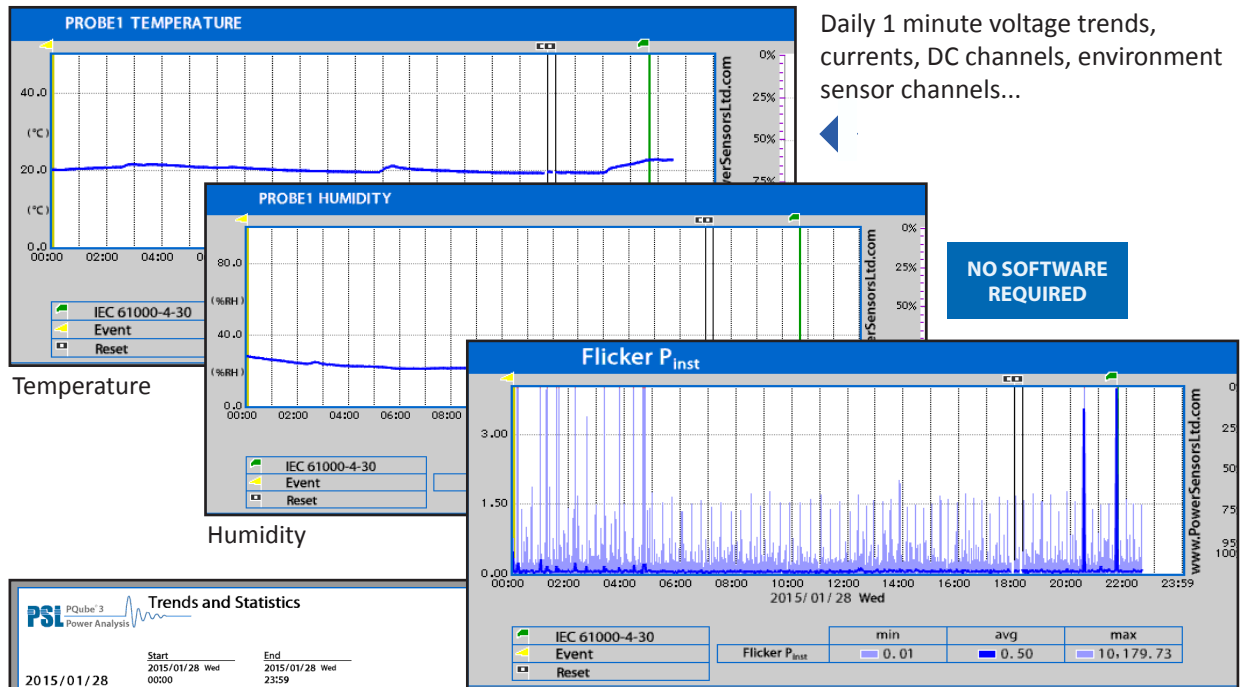 PROBE1 TEMPERATURE
Daily 1 minute voltage trends,
currents, DC channels, environment
sensor channels...
40.0
(°C)
20.0
(°C)
0.0
00:00 02:00 04:00
0%
25%
50%
75%
IEC 61000-4-30
Event
Reset
Temperature
PROBE1 HUMIDITY
80.0
(%RH)
40.0
(%RH)
0.0
00:00 02:00 04:00 06:00 08:00
0%
25%
50%
NO SOFTWARE
REQUIRED
IEC 61000-4-30
Event
Reset
Humidity
Flicker Pinst
3.00
1.50
0.00
00:00 02:00 04:00 06:00 08:00 10:00 12:00 14:00 16:00 18:00 20:00 22:00 23:59
2015/01/28 Wed
www.PowerSensorsLtd.com
IEC 61000-4-30
Event
Reset
min avg max
Flicker Pinst 0.01 0.50 10,179.73
PSL PQube 3
Power Analysis
Trends and Statistics
Start End
2015/01/28 Wed 2015/01/28 Wed
00:00 23:59
2015/01/28